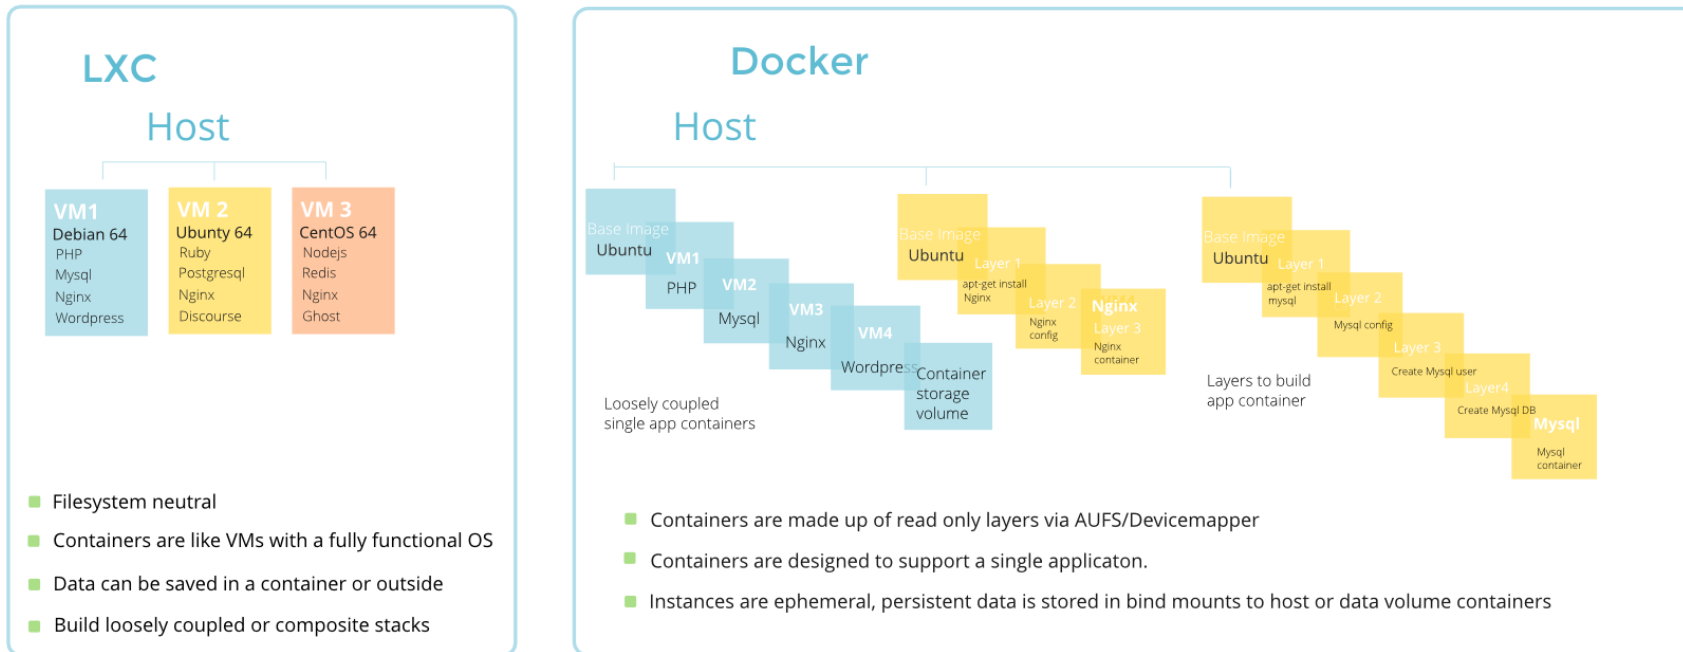 LXC
Host
VM1
Debian 64
PHP
Mysql
Nginx
Wordpress
VM 2
Ubunty 64
Ruby
Postgresql
Nginx
Discourse
VM 3
CentOS 64
Nodejs
Redis
Nginx
Ghost
Filesystem neutral
Containers are like VMs with a fully functional OS
Data can be saved in a container or outside
Build loosely coupled or composite stacks
Docker
Host
Base Image
Ubuntu
VM1
PHP
VM2
Mysql
VM3
Nginx
VM4
Wordpress
Container
storage
volume
Loosely coupled
single app containers
Base Image
Ubuntu
Layer 1
apt-get install
Nginx
Layer 2
Nginx
config
Nginx
Layer 3
Nginx
container
Base Image
Ubuntu
Layer 1
apt-get install
mysql
Layer 2
Mysql config
Layer 3
Create Mysql user
Layer4
Create Mysql DB
Mysql
Mysql
container
Layers to build
app container
Containers are made up of read only layers via AUFS/Devicemapper
Containers are designed to support a single applicaton.
Instances are ephemeral, persistent data is stored in bind mounts to host or data volume containers